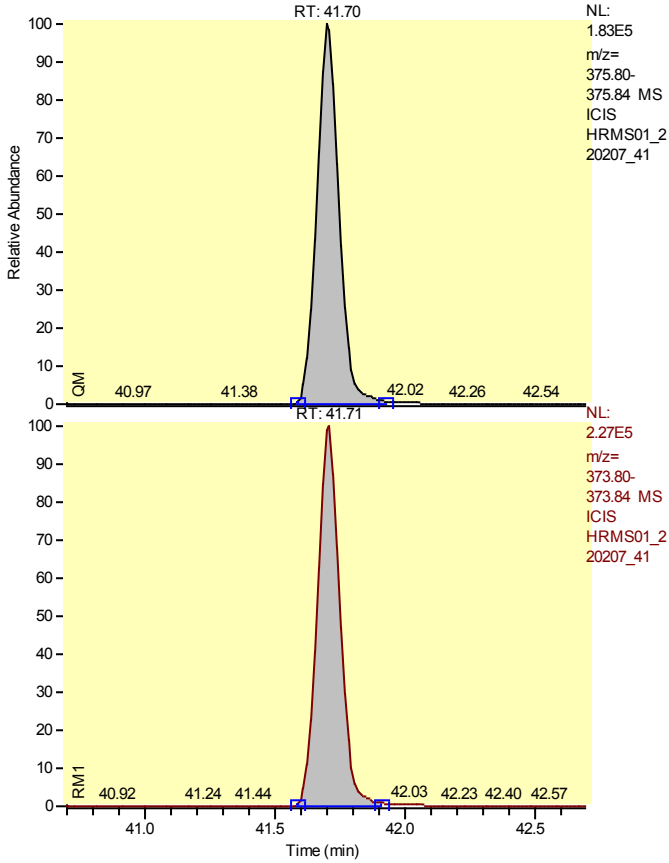 RT: 41.70
NL:
1.83E5
m/z=
375.80-
375.84 MS
ICIS
HRMS01_2
20207_41
100
90
80
70
60
50
40
30
20
10
0
Relative Abundance
QM
40.97 41.38 42.02 42.26 42.54
RT: 41.71
NL:
2.27E5
m/z=
373.80-
373.84 MS
ICIS
HRMS01_2
20207_41
100
90
80
70
60
50
40
30
20
10
0
RM1
40.92 41.24 41.44 42.03 42.23 42.40 42.57
41.0 41.5 42.0 42.5
Time (min)